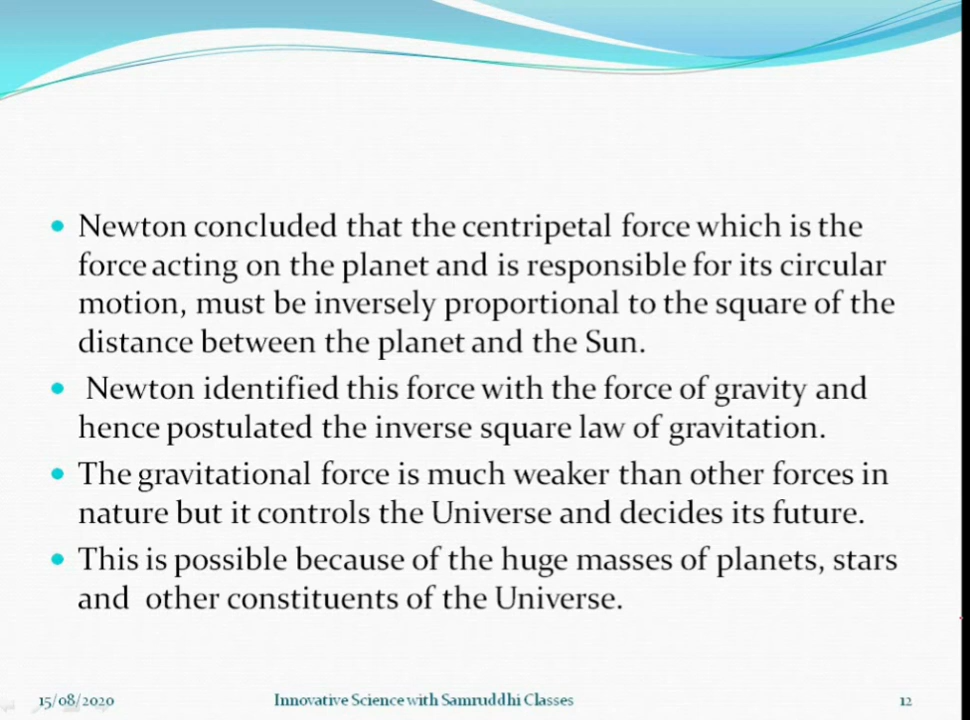 • Newton concluded that the centripetal force which is the
force acting on the planet and is responsible for its circular
motion, must be inversely proportional to the square of the
distance between the planet and the Sun.
• Newton identified this force with the force of gravity and
hence postulated the inverse square law of gravitation.
• The gravitational force is much weaker than other forces in
nature but it controls the Universe and decides its future.
• This is possible because of the huge masses of planets, stars
and other constituents of the Universe.
15/08/2020 Innovative Science with Samruddhi Classes 12